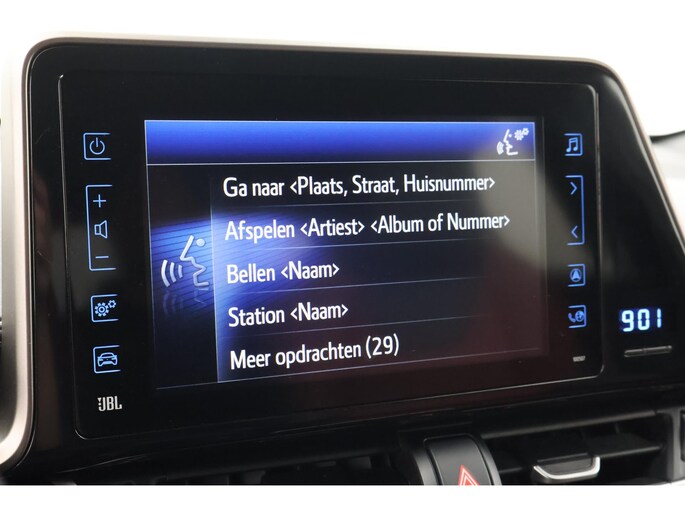 Ga naar <Plaats, Straat, Huisnummer>
Afspelen <Artiest> <Album of Nummer>
Bellen <Naam>
Station <Naam>
Meer opdrachten (29)
901
JBL